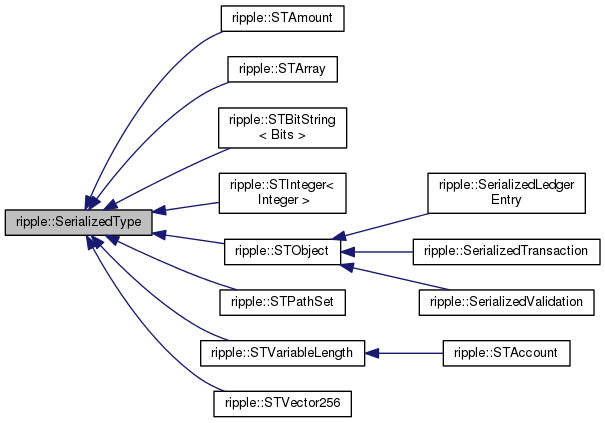 ripple::STAmount
ripple::STArray
ripple::STBitString
< Bits >
ripple::STInteger<
Integer >
ripple::SerializedLedger
Entry
ripple::SerializedType
ripple::STObject
ripple::SerializedTransaction
ripple::STPathSet
ripple::SerializedValidation
ripple::STVariableLength
ripple::STAccount
ripple::STVector256